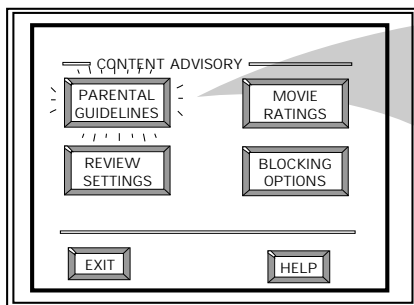 CONTENT ADVISORY
PARENTAL
GUIDELINES
MOVIE
RATINGS
REVIEW
SETTINGS
BLOCKING
OPTIONS
EXIT
HELP